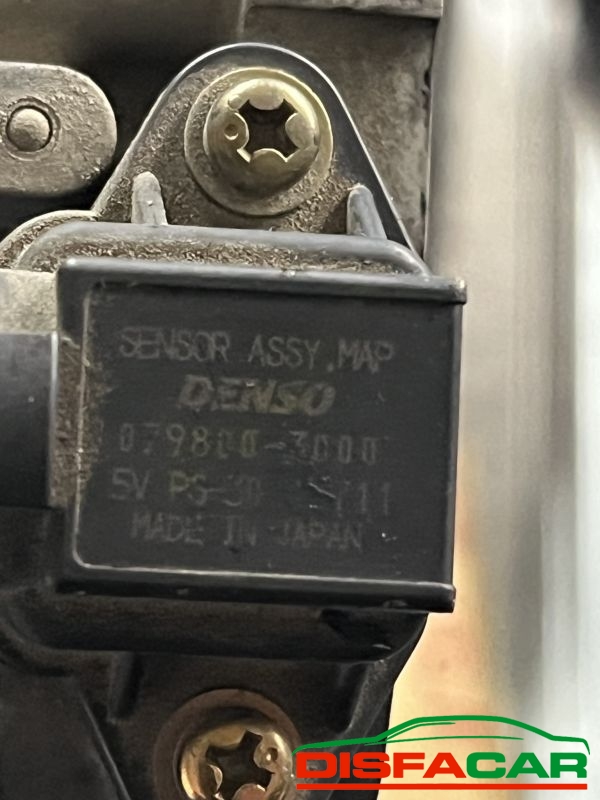 SENSOR ASSY,MAP
DENSO
079800-3000
5V
MADE IN JAPAN
DISFACAR